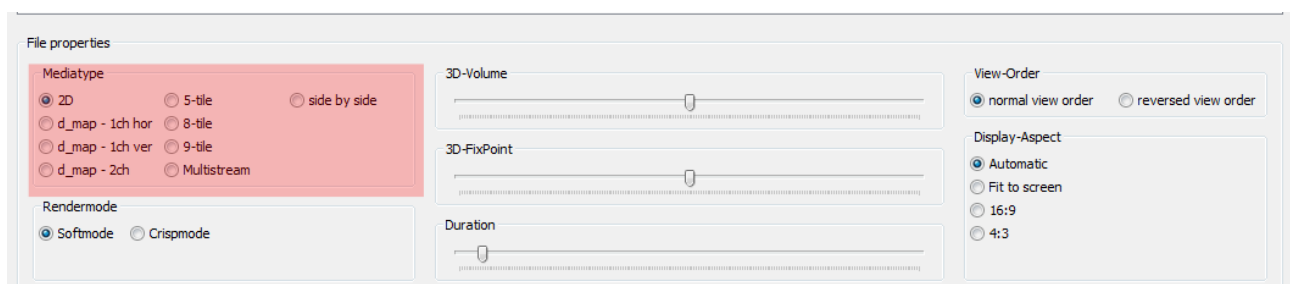 File properties
Mediatype
2D
5-tile
side by side
d_map - 1ch hor
8-tile
d_map - 1ch ver
9-tile
d_map - 2ch
Multistream
Rendermode
Softmode
Crispmode
3D-Volume
3D-FixPoint
Duration
View-Order
normal view order
reversed view order
Display-Aspect
Automatic
Fit to screen
16:9
4:3